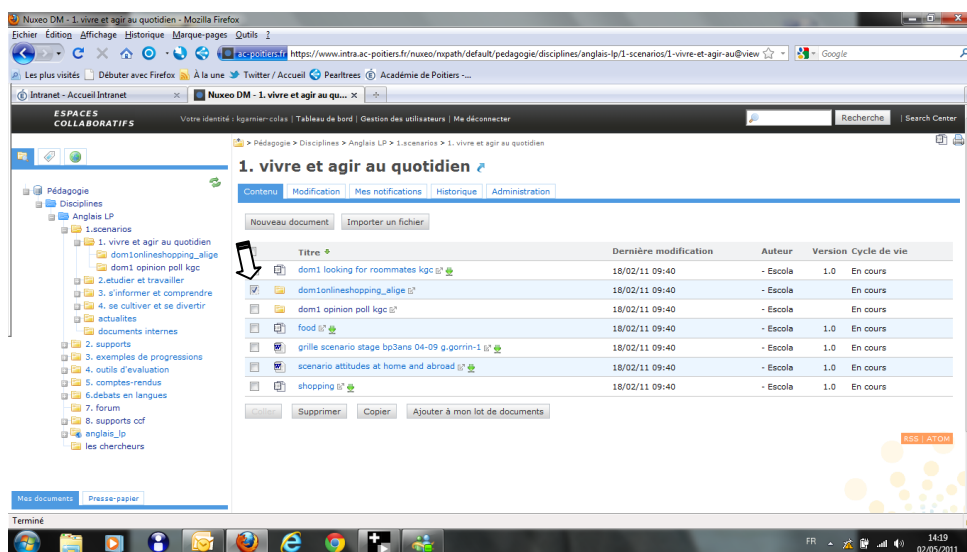 Nuxeo DM - 1. vivre et agir au quotidien - Mozilla Firefox
Fichier Édition Affichage Historique Marque-pages Outils ?
ac-poitiers.fr https://www.intra.ac-poitiers.fr/nuxeo/nxpath/default/pedagogie/disciplines/anglais-lp/1-scenarios/1-vivre-et-agir-au@view Google
Les plus visités Débuter avec Firefox À la une Twitter / Accueil Pearltrees Académie de Poitiers -...
Intranet - Accueil Intranet Nuxeo DM - 1. vivre et agir au qu...
ESPACES
COLLABORATIFS
Votre identité : kgarnier-colas | Tableau de bord | Gestion des utilisateurs | Me déconnecter
Recherche | Search Center
> Pédagogie > Disciplines > Anglais LP > 1.scenarios > 1. vivre et agir au quotidien
1. vivre et agir au quotidien
Contenu Modification Mes notifications Historique Administration
Nouveau document Importer un fichier
Pédagogie
Disciplines
Anglais LP
1.scenarios
1. vivre et agir au quotidien
dom1onlineshopping_alige
dom1 opinion poll kgc
2.etudier et travailler
3. s'informer et comprendre
4. se cultiver et se divertir
actualites
documents internes
2. supports
3. exemples de progressions
4. outils d'evaluation
5. comptes-rendus
6.debats en langues
7. forum
8. supports ccf
anglais_lp
les chercheurs
Titre Dernière modification Auteur Version Cycle de vie
dom1 looking for roommates kgc 18/02/11 09:40 - Escola 1.0 En cours
dom1onlineshopping_alige 18/02/11 09:40 - Escola En cours
dom1 opinion poll kgc 18/02/11 09:40 - Escola En cours
food 18/02/11 09:40 - Escola 1.0 En cours
grille scenario stage bp3ans 04-09 g.gorrin-1 18/02/11 09:40 - Escola 1.0 En cours
scenario attitudes at home and abroad 18/02/11 09:40 - Escola 1.0 En cours
shopping 18/02/11 09:40 - Escola 1.0 En cours
Coller Supprimer Copier Ajouter à mon lot de documents
RSS | ATOM
Mes documents Presse-papier
Terminé
FR
14:19
02/05/2011